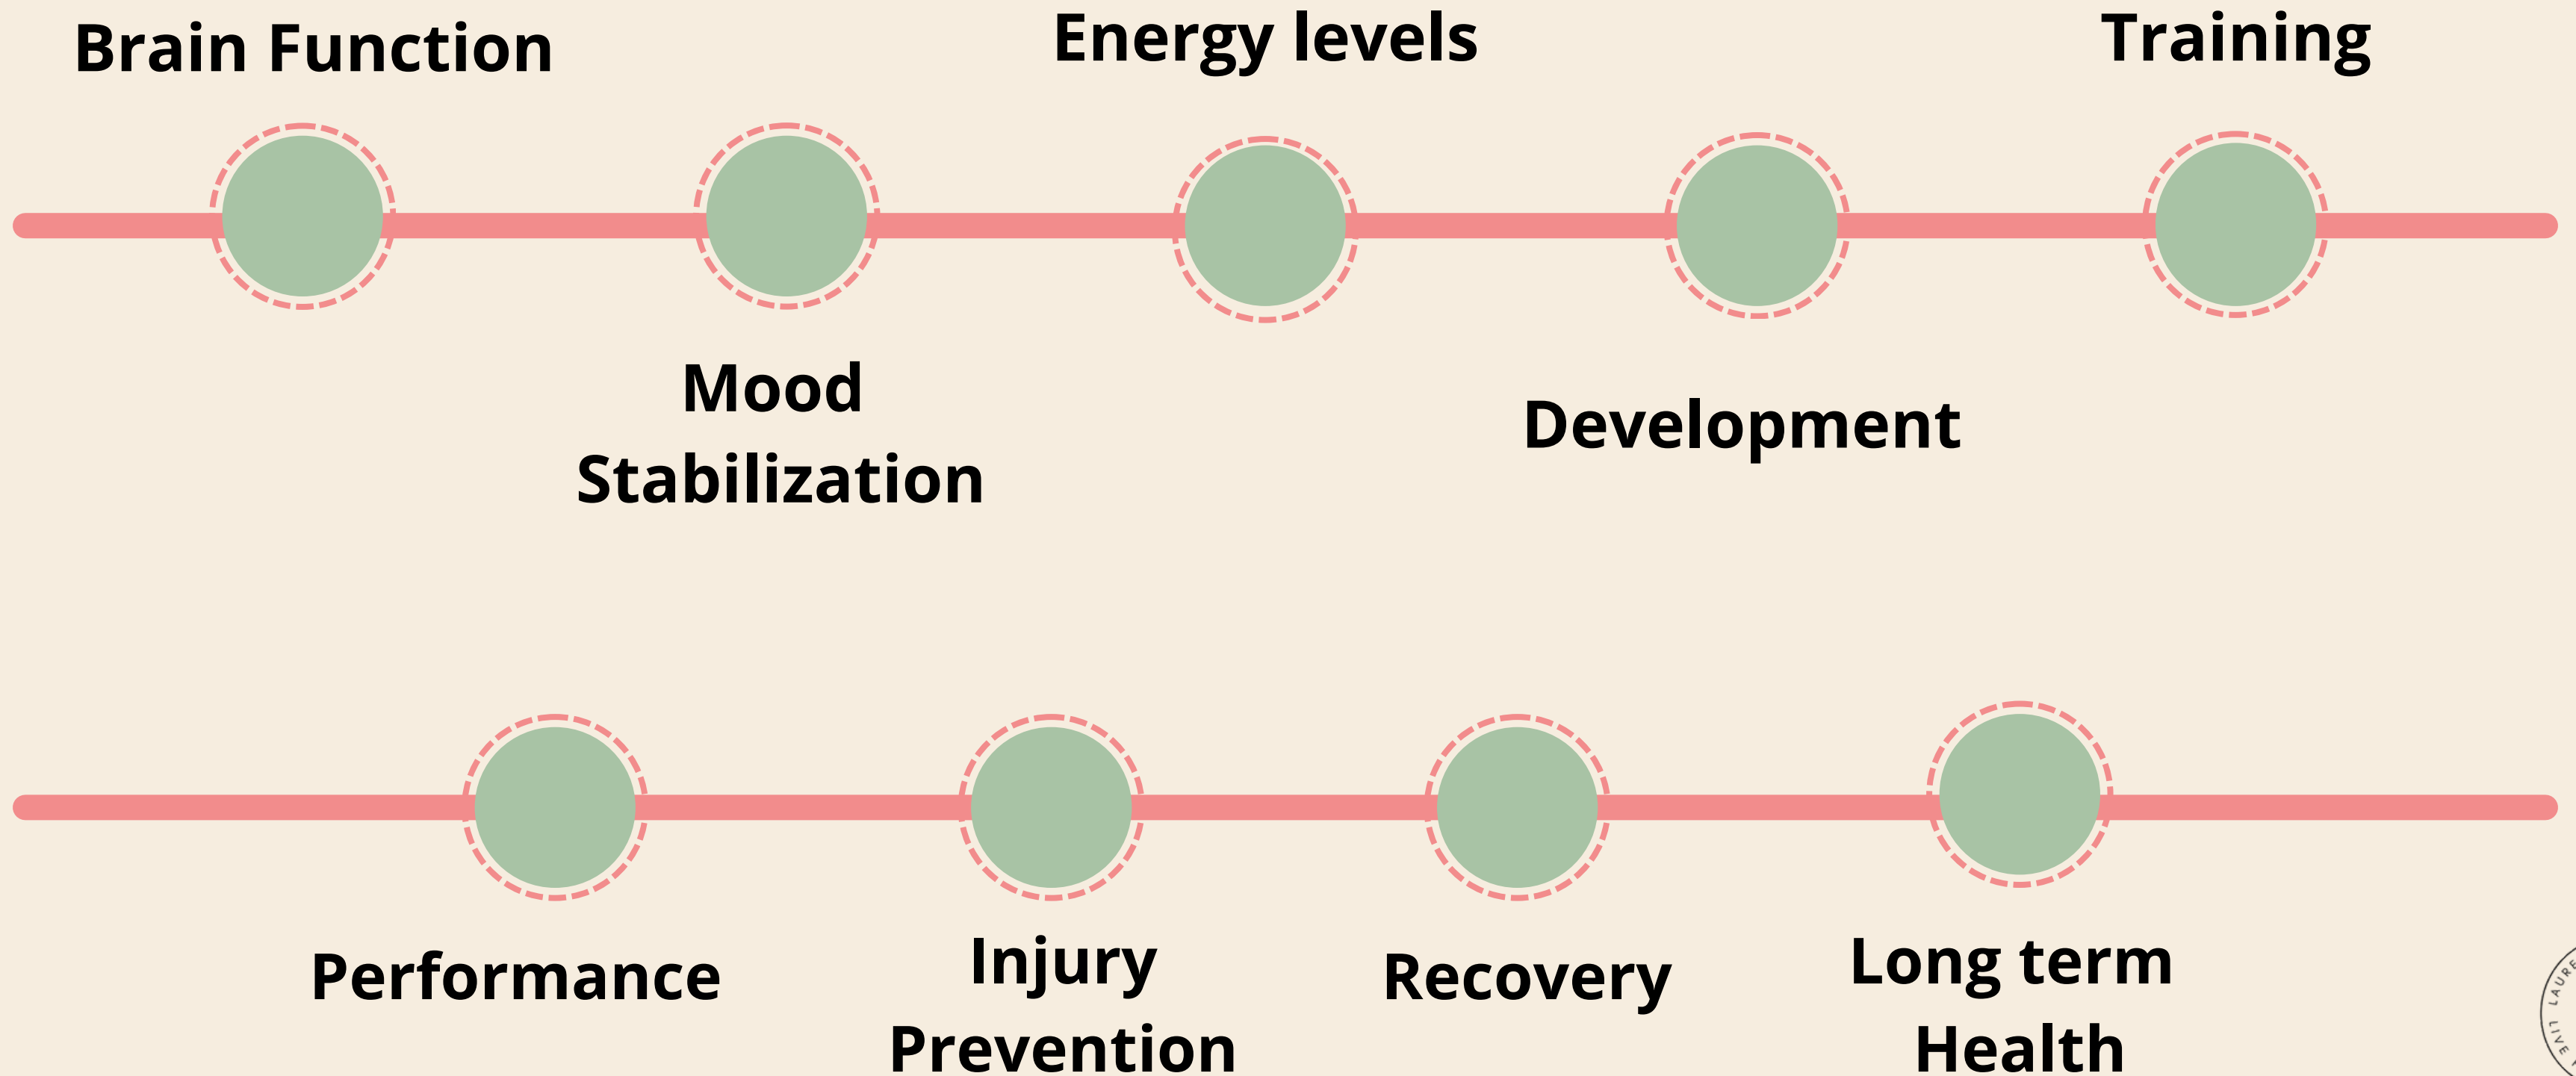 Brain Function
Energy levels
Training
Mood
Stabilization
Development
Performance
Injury
Prevention
Recovery
Long term
Health